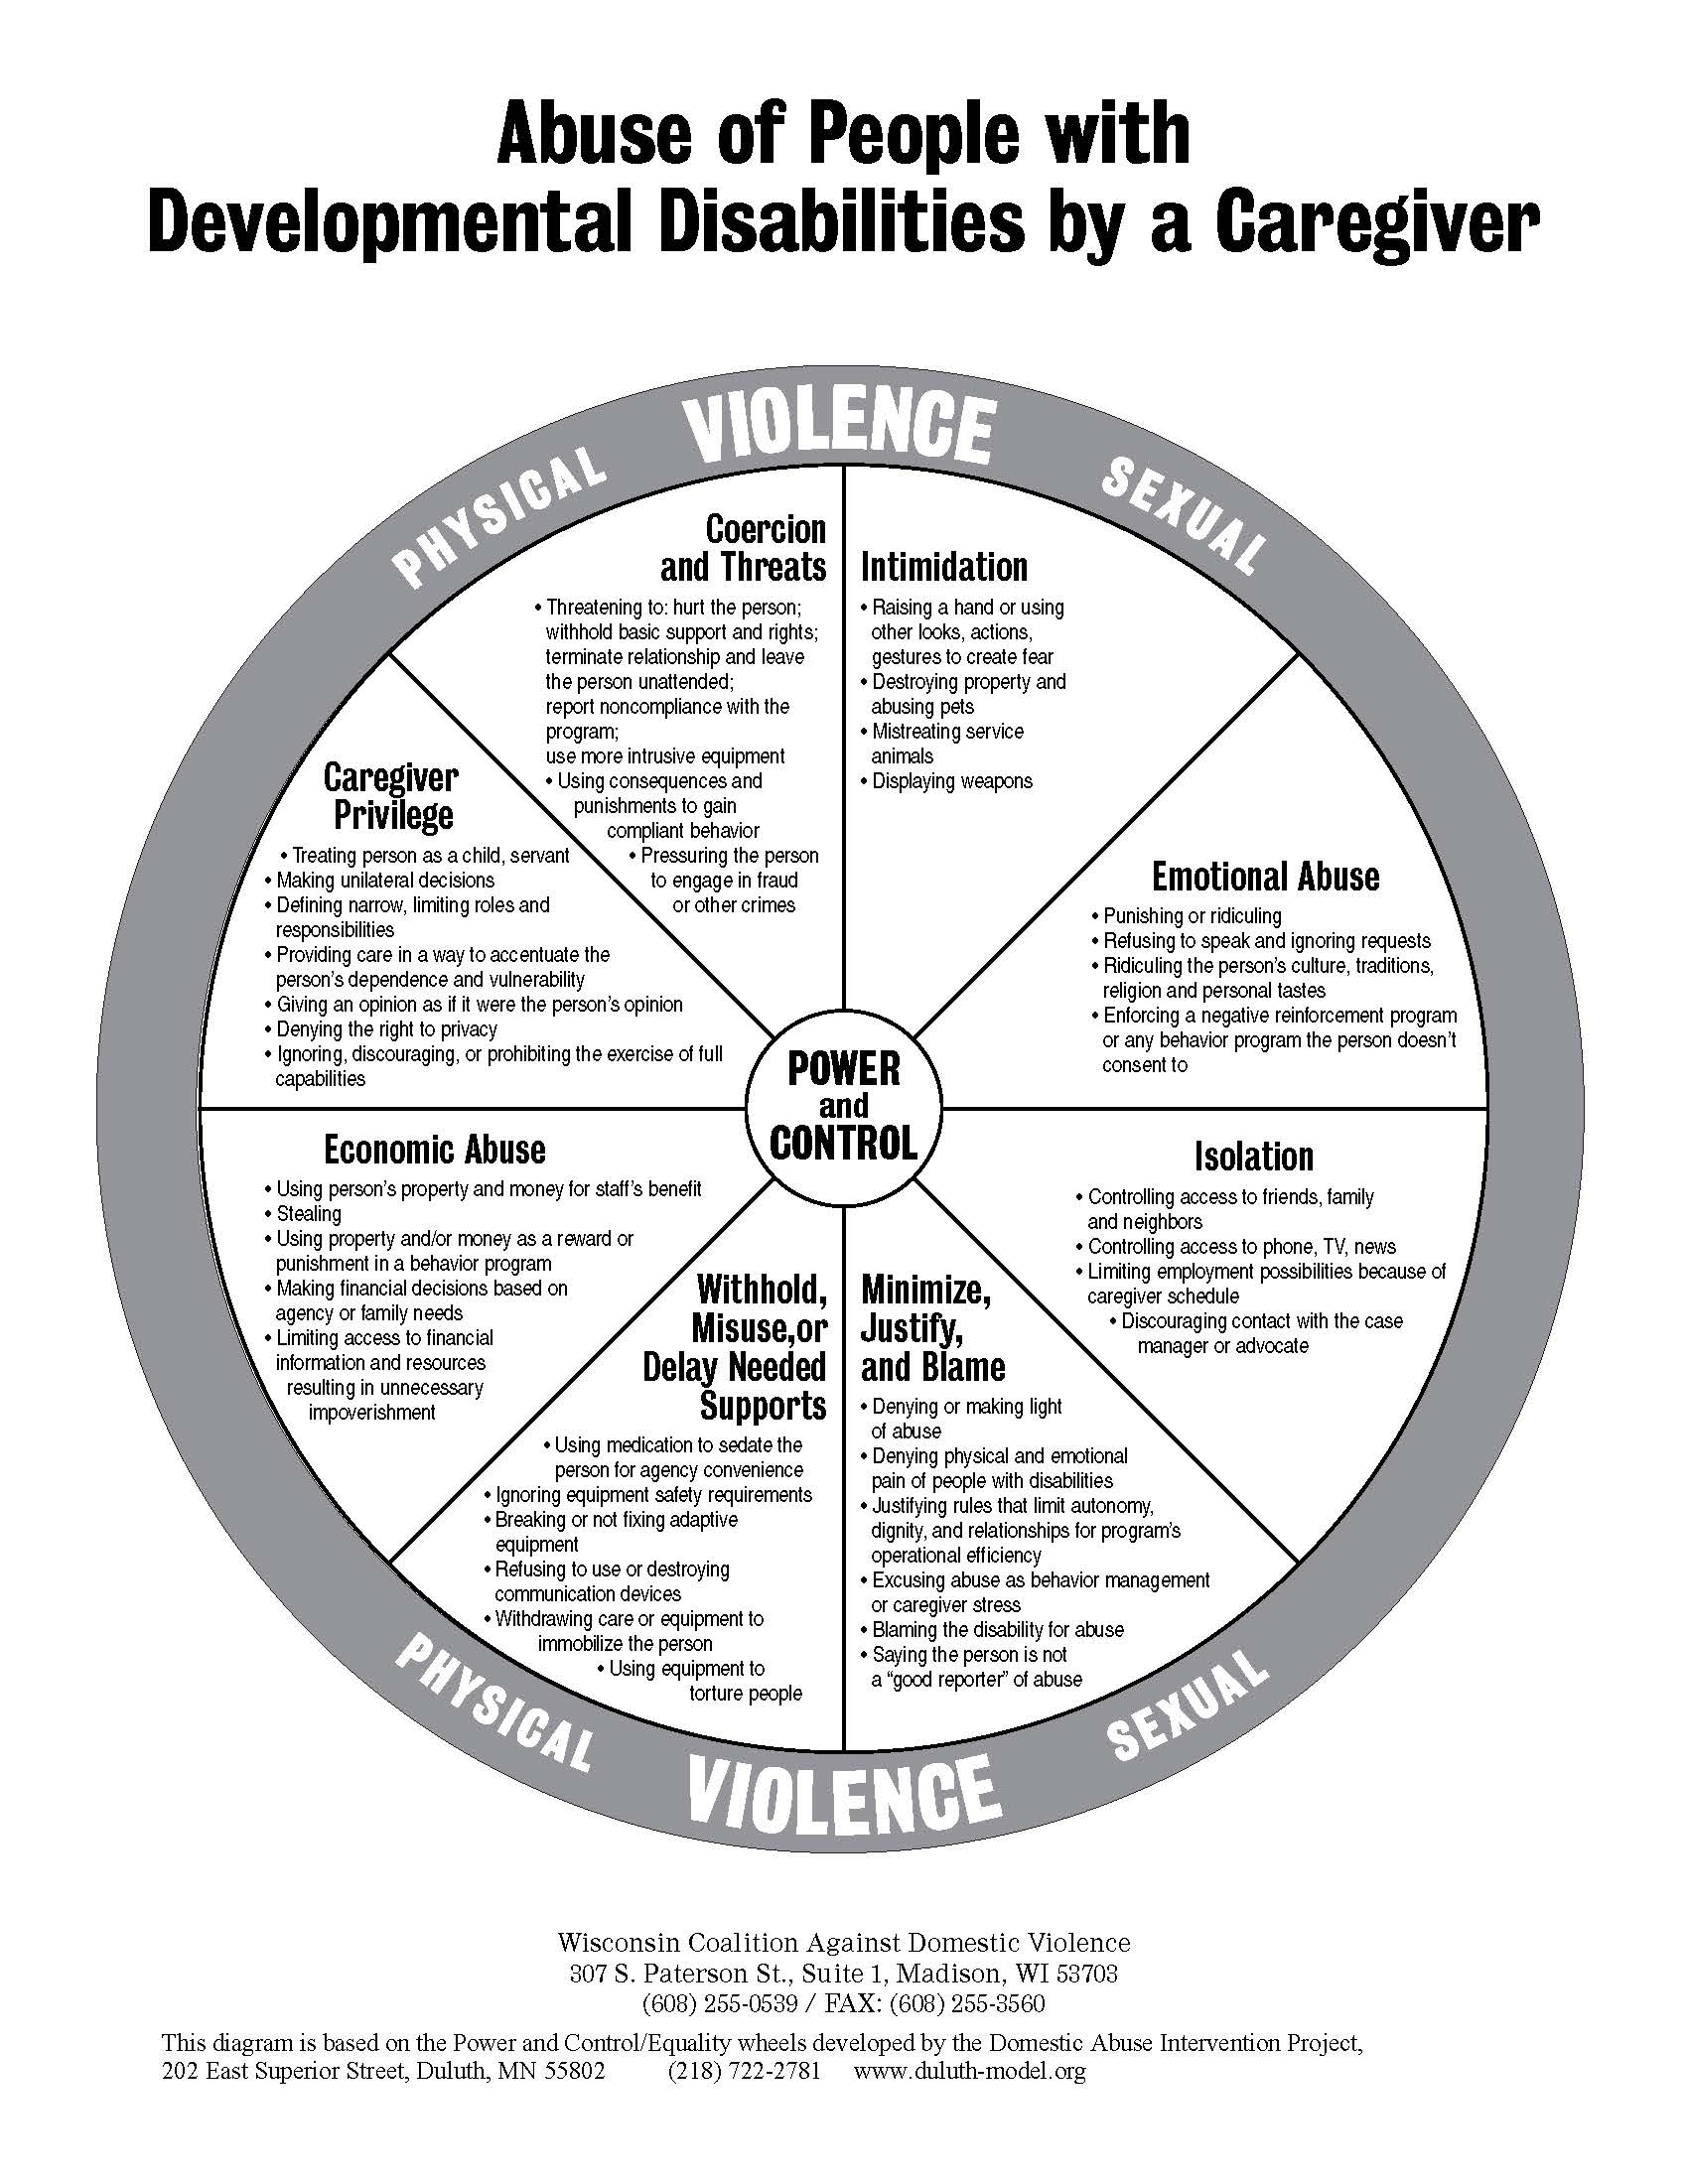 Abuse of People with
Developmental Disabilities by a Caregiver
VIOLENCE
PHYSICAL
SEXUAL
Coercion
and Threats
• Threatening to: hurt the person;
withhold basic support and rights;
terminate relationship and leave
the person unattended;
report noncompliance with the
program;
use more intrusive equipment
• Using consequences and
punishments to gain
compliant behavior
• Pressuring the person
to engage in fraud
or other crimes
Intimidation
• Raising a hand or using
other looks, actions,
gestures to create fear
• Destroying property and
abusing pets
• Mistreating service
animals
• Displaying weapons
Caregiver
Privilege
• Treating person as a child, servant
• Making unilateral decisions
• Defining narrow, limiting roles and
responsibilities
• Providing care in a way to accentuate the
person's dependence and vulnerability
• Giving an opinion as if it were the person's opinion
• Denying the right to privacy
• Ignoring, discouraging, or prohibiting the exercise of full
capabilities
Emotional Abuse
• Punishing or ridiculing
• Refusing to speak and ignoring requests
• Ridiculing the person's culture, traditions,
religion and personal tastes
• Enforcing a negative reinforcement program
or any behavior program the person doesn't
consent to
POWER
and
CONTROL
Economic Abuse
• Using person's property and money for staff's benefit
• Stealing
• Using property and/or money as a reward or
punishment in a behavior program
• Making financial decisions based on
agency or family needs
• Limiting access to financial
information and resources
resulting in unnecessary
impoverishment
Isolation
• Controlling access to friends, family
and neighbors
• Controlling access to phone, TV, news
• Limiting employment possibilities because of
caregiver schedule
• Discouraging contact with the case
manager or advocate
Withhold,
Misuse,or
Delay Needed
Supports
• Using medication to sedate the
person for agency convenience
• Ignoring equipment safety requirements
• Breaking or not fixing adaptive
equipment
• Refusing to use or destroying
communication devices
• Withdrawing care or equipment to
immobilize the person
• Using equipment to
torture people
Minimize,
Justify,
and Blame
• Denying or making light
of abuse
• Denying physical and emotional
pain of people with disabilities
• Justifying rules that limit autonomy,
dignity, and relationships for program's
operational efficiency
• Excusing abuse as behavior management
or caregiver stress
• Blaming the disability for abuse
• Saying the person is not
a “good reporter” of abuse
PHYSICAL
SEXUAL
VIOLENCE
Wisconsin Coalition Against Domestic Violence
307 S. Paterson St., Suite 1, Madison, WI 53703
(608) 255-0539 / FAX: (608) 255-3560
This diagram is based on the Power and Control/Equality wheels developed by the Domestic Abuse Intervention Project,
202 East Superior Street, Duluth, MN 55802 (218) 722-2781 www.duluth-model.org